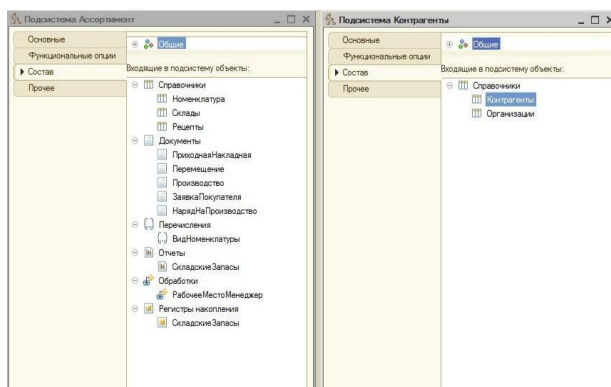 Подсистема Ассортимент
Основные
Функциональные опции
Состав
Прочее
Общие
Входящие в подсистему объекты:
Справочники
Номенклатура
Склады
Рецепты
Документы
ПриходнаяНакладная
Перемещение
Производство
ЗаявкаПокупателя
НарядНаПроизводство
Перечисления
ВидНоменклатуры
Отчеты
СкладскиеЗапасы
Обработки
РабочееМестоМенеджер
Регистры накопления
СкладскиеЗапасы
Подсистема Контрагенты
Основные
Функциональные опции
Состав
Прочее
Общие
Входящие в подсистему объекты:
Справочники
Контрагенты
Организации